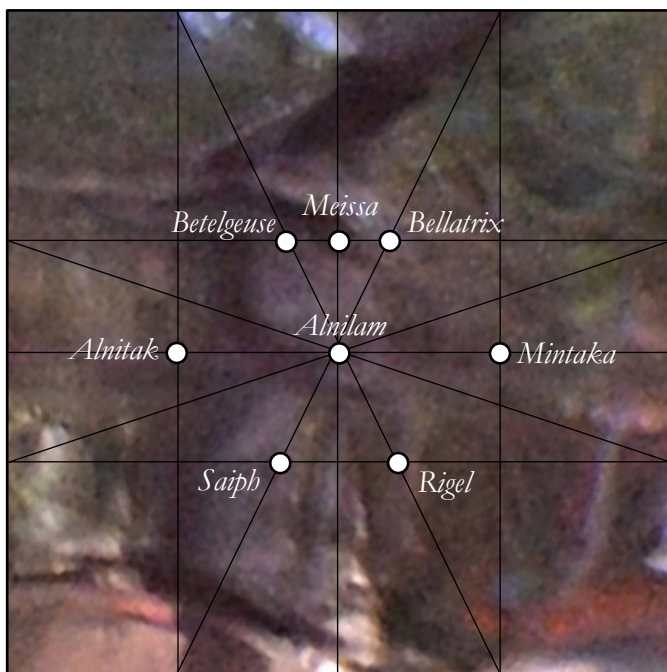 Meissa
Betelgeuse
Bellatrix
Alnilam
Alnitak
Mintaka
Saiph
Rigel